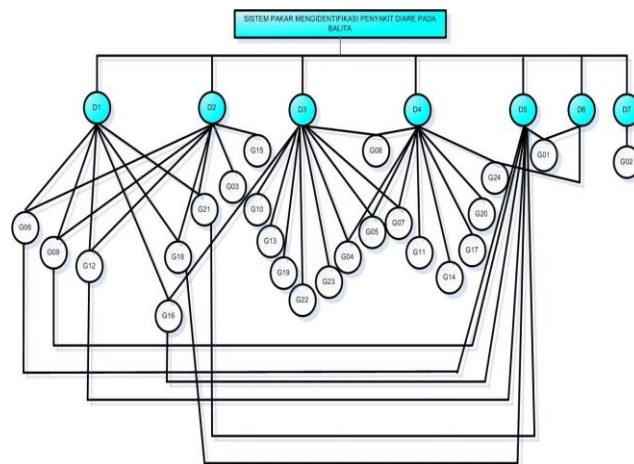 SISTEM PAKAR MENGIDENTIFIKASI PENYAKIT DIARE PADA
BALITA
D1 D2 D3 D4 D5 D6 D7
G15
G08
G01
G02
G03
G24
G21
G10
G20
G06
G05
G07
G13
G09
G18
G04
G11
G17
G12
G19
G14
G23
G22
G16